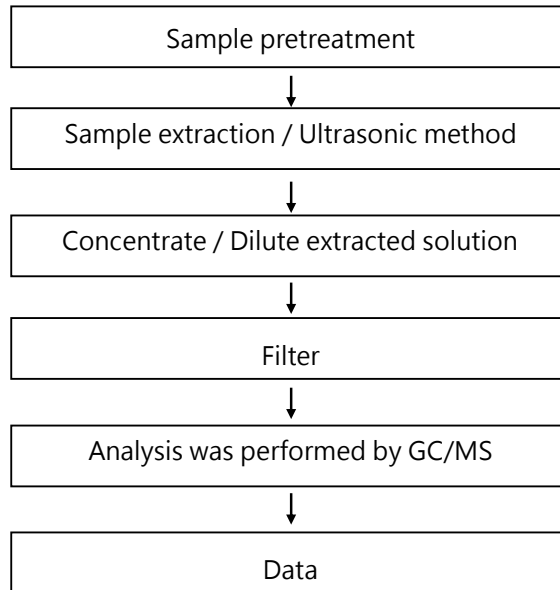 Sample pretreatment
Sample extraction / Ultrasonic method
Concentrate / Dilute extracted solution
Filter
Analysis was performed by GC/MS
Data